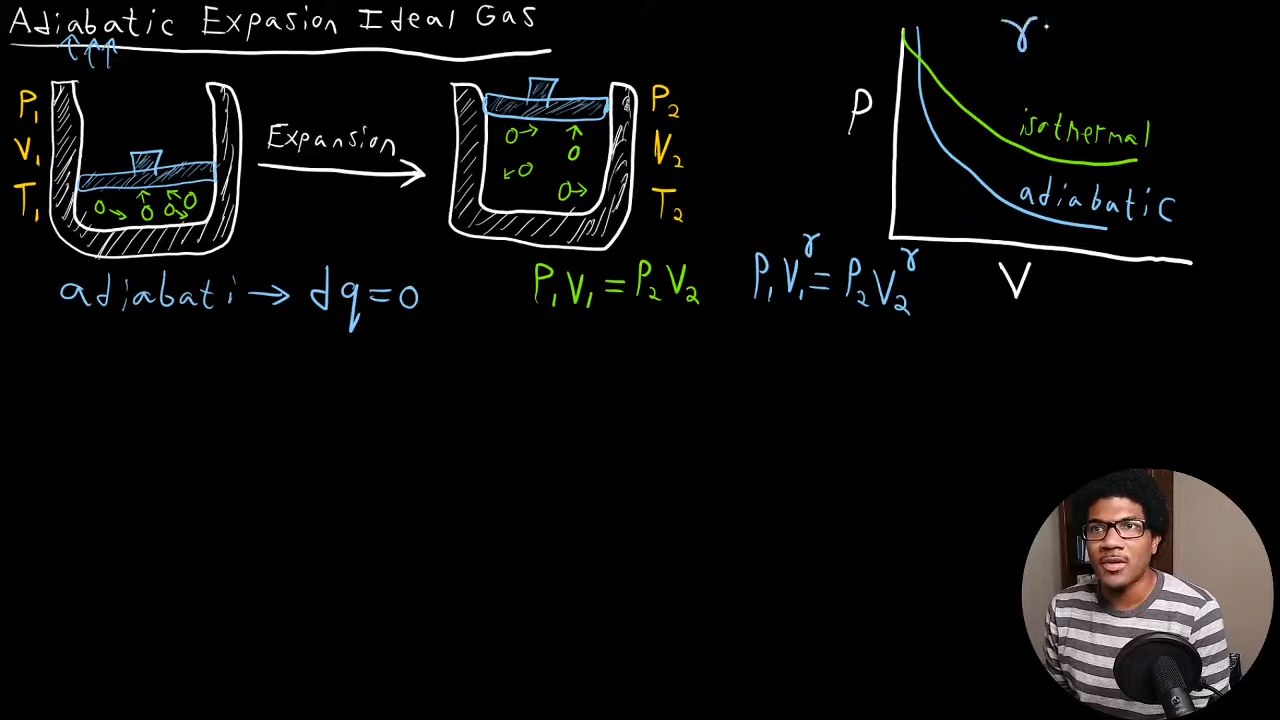 Adiabatic Expasion Ideal Gas
P₁
V₁
T₁
Expansion
P₂
V₂
T₂
adiabati → dq = 0
P₁V₁ = P₂V₂
P₁V₁^γ = P₂V₂^γ
γ
P
isothermal
adiabatic
V